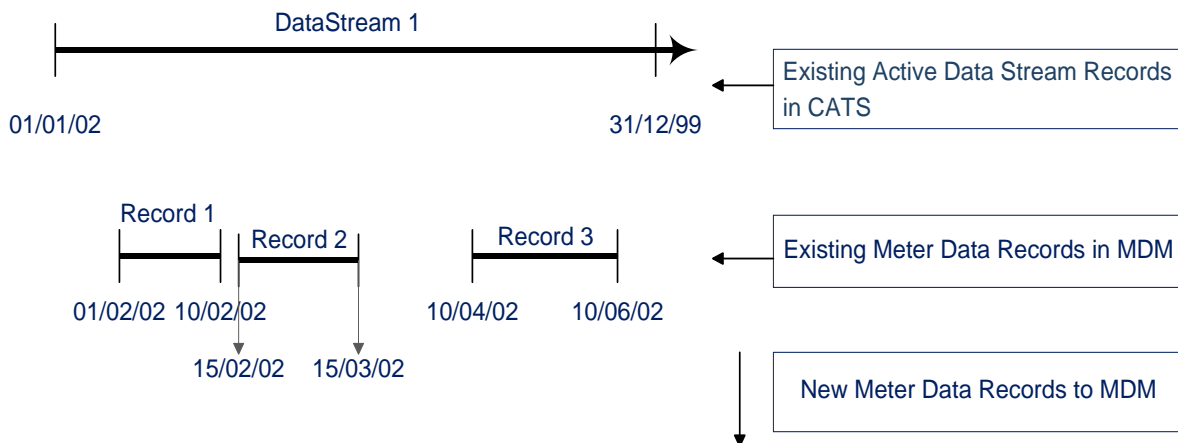 DataStream 1
Existing Active Data Stream Records
in CATS
01/01/02
31/12/99
Record 1
Record 2
Record 3
Existing Meter Data Records in MDM
01/02/02
10/02/02
10/04/02
10/06/02
15/02/02
15/03/02
New Meter Data Records to MDM